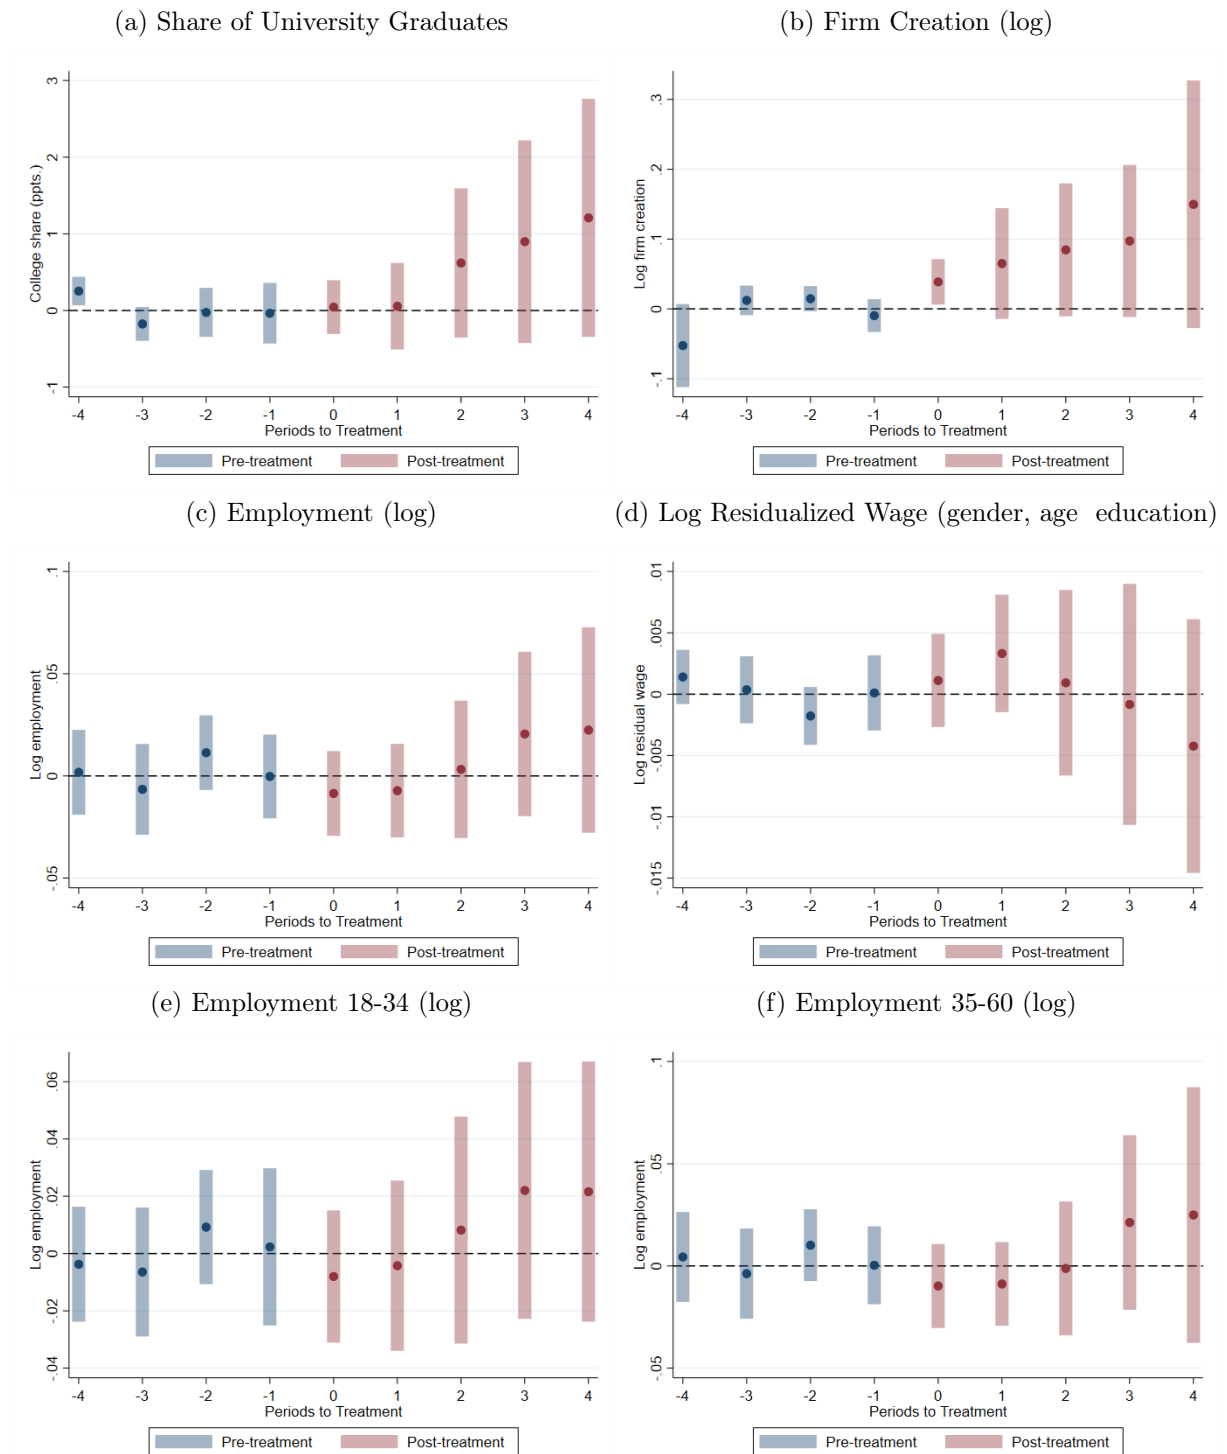 (a) Share of University Graduates
College share (ppts.)
3
2
1
0
-1
-4 -3 -2 -1 0 1 2 3 4
Periods to Treatment
Pre-treatment Post-treatment
(b) Firm Creation (log)
Log firm creation
.3
.2
.1
0
-.1
-4 -3 -2 -1 0 1 2 3 4
Periods to Treatment
Pre-treatment Post-treatment
(c) Employment (log)
Log employment
.1
.05
0
-.05
-4 -3 -2 -1 0 1 2 3 4
Periods to Treatment
Pre-treatment Post-treatment
(d) Log Residualized Wage (gender, age education)
Log residual wage
.01
.005
0
-.005
-.01
-.015
-4 -3 -2 -1 0 1 2 3 4
Periods to Treatment
Pre-treatment Post-treatment
(e) Employment 18-34 (log)
Log employment
.06
.04
.02
0
-.02
-.04
-4 -3 -2 -1 0 1 2 3 4
Periods to Treatment
Pre-treatment Post-treatment
(f) Employment 35-60 (log)
Log employment
.1
.05
0
-.05
-4 -3 -2 -1 0 1 2 3 4
Periods to Treatment
Pre-treatment Post-treatment